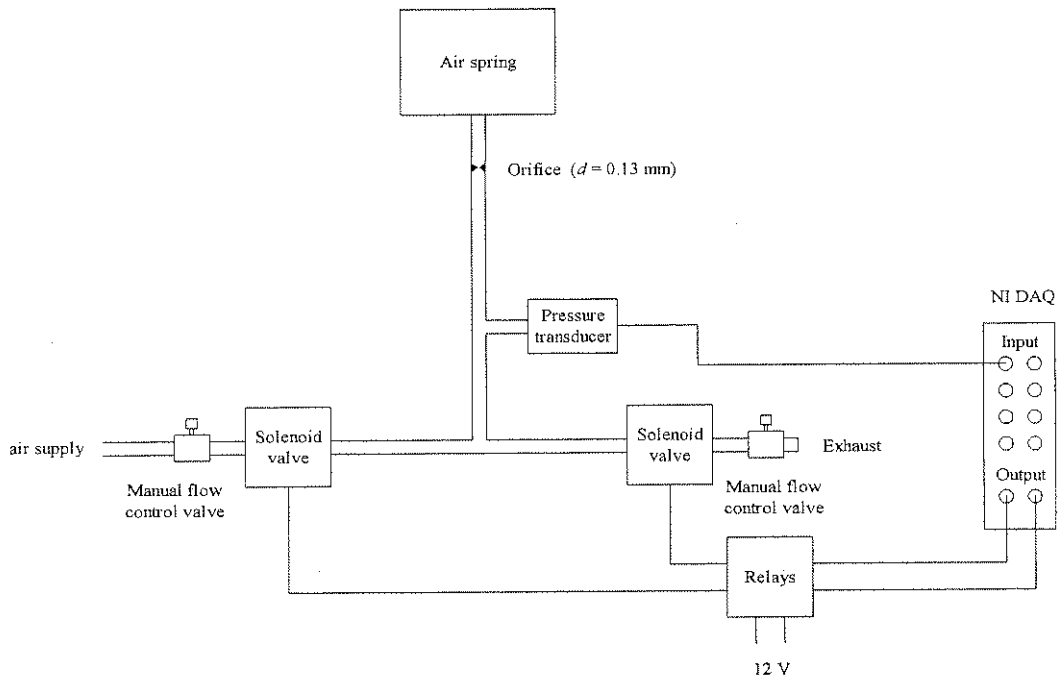 Air spring
Orifice (d = 0.13 mm)
NI DAQ
Pressure
transducer
Input
air supply
Solenoid
valve
Solenoid
valve
Exhaust
Manual flow
control valve
Manual flow
control valve
Output
Relays
12 V